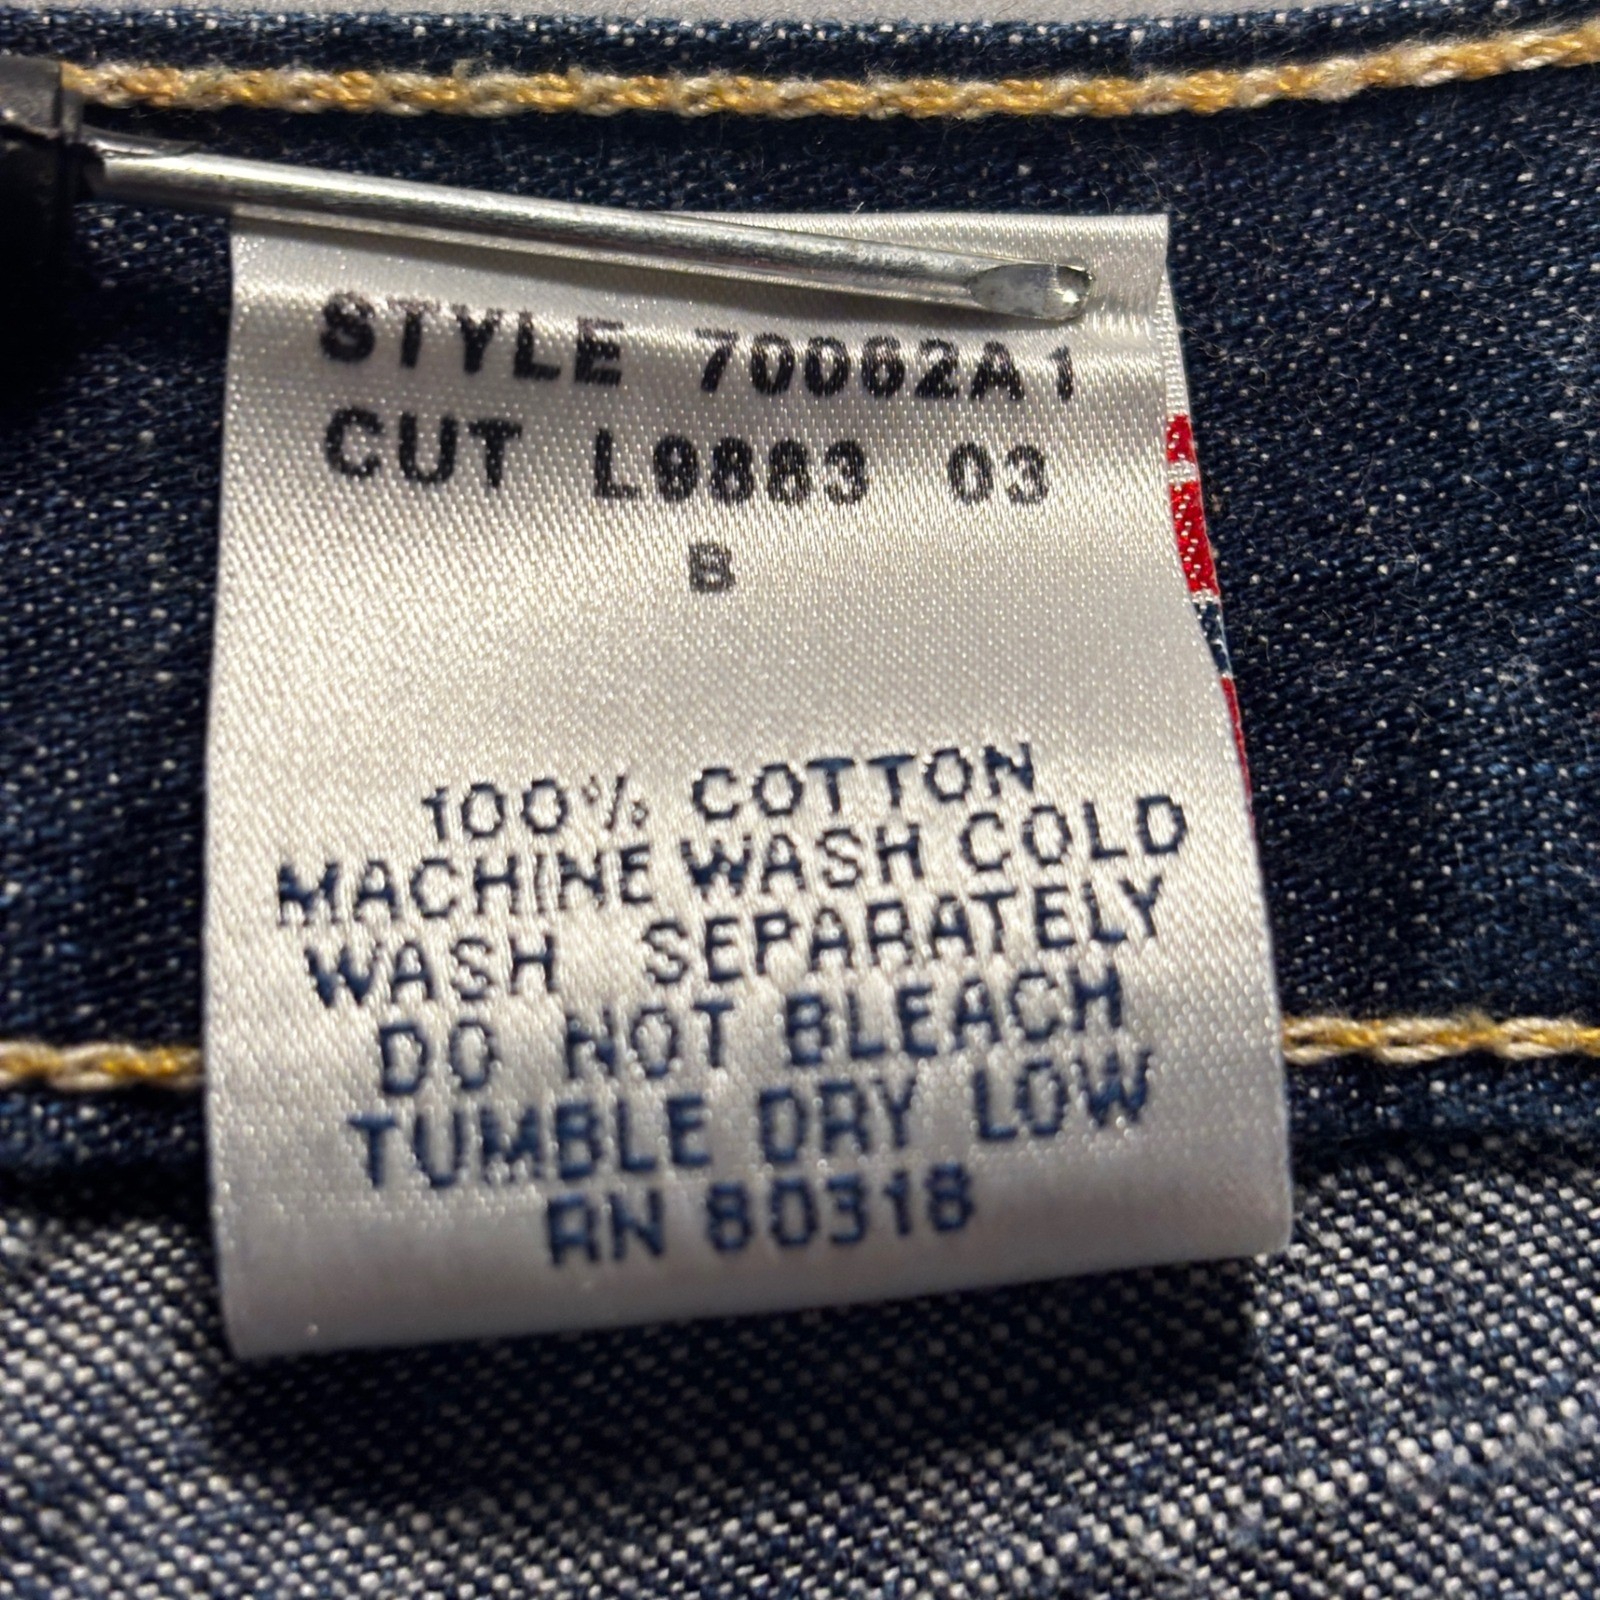 STYLE 70062A1
CUT L9883 03
B
100% COTTON
MACHINE WASH COLD
WASH SEPARATELY
DO NOT BLEACH
TUMBLE DRY LOW
RN 80318